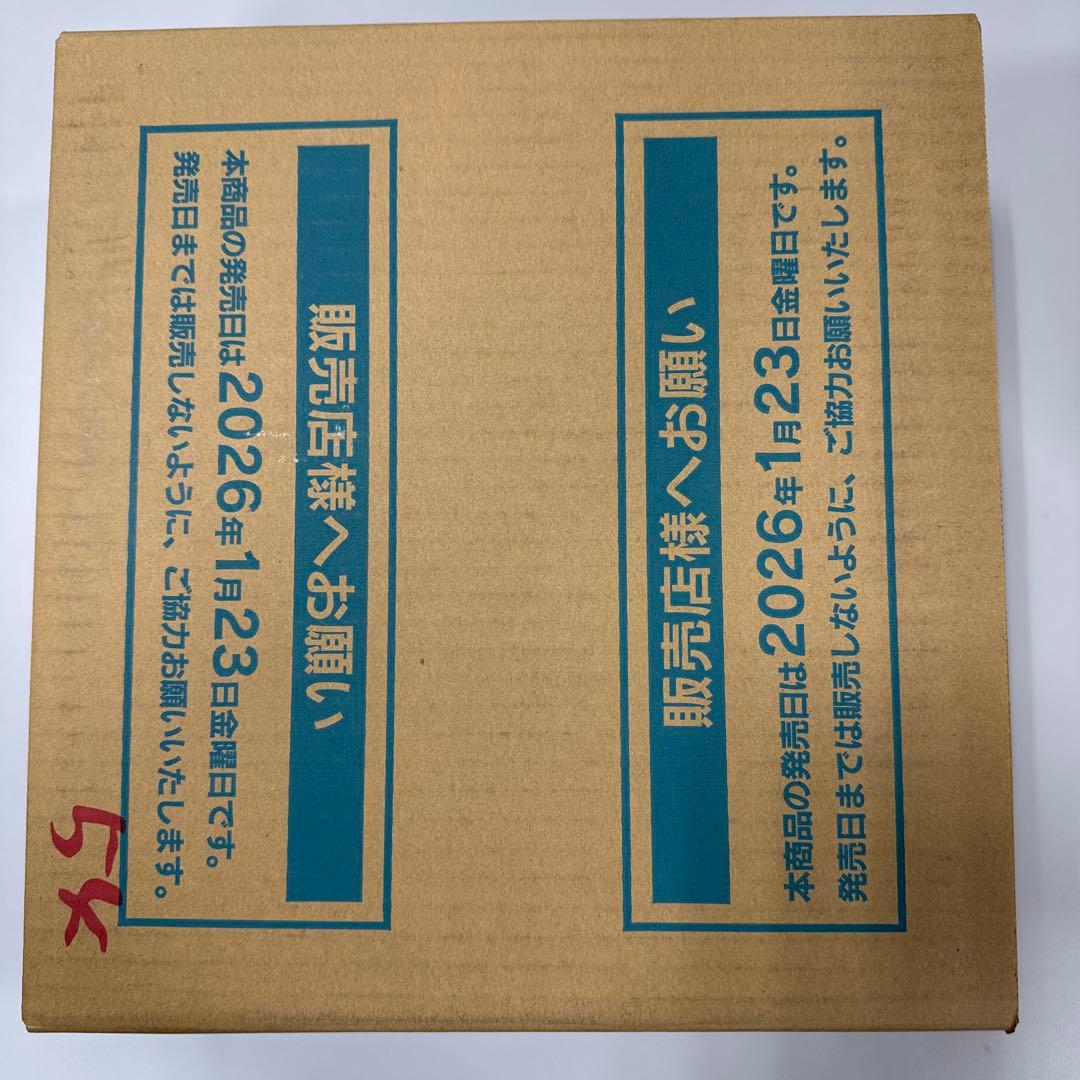 販売店様へお願い
本商品の発売日は2026年1月23日金曜日です。
発売日までは販売しないように、ご協力お願いいたします。
販売店様へお願い
本商品の発売日は2026年1月23日金曜日です。
発売日までは販売しないように、ご協力お願いいたします。